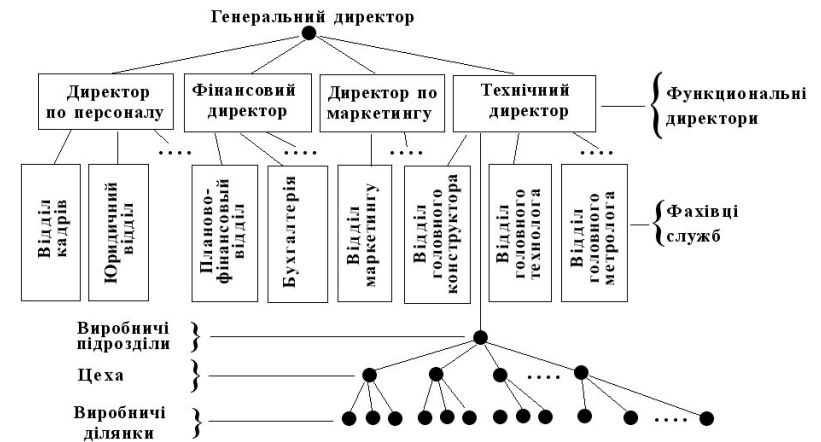 Генеральний директор
Директор
по персоналу
Фінансовий
директор
Директор по
маркетингу
Технічний
директор
Функциональні
директори
....
....
....
....
Відділ
кадрів
Юридичний
відділ
Планово-
фінансовый
відділ
Бухгалтерія
Відділ
маркетингу
Відділ
головного
конструктора
Відділ
головного
технолога
Відділ
головного
метролога
Фахівці
служб
Виробничі
підрозділи
Цеха
....
Виробничі
ділянки
....